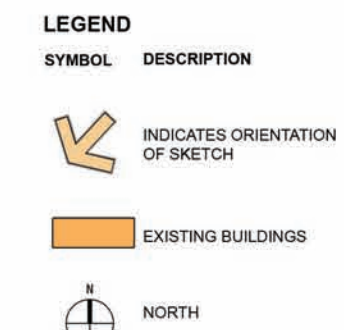 LEGEND
SYMBOL DESCRIPTION
INDICATES ORIENTATION
OF SKETCH
EXISTING BUILDINGS
N
NORTH